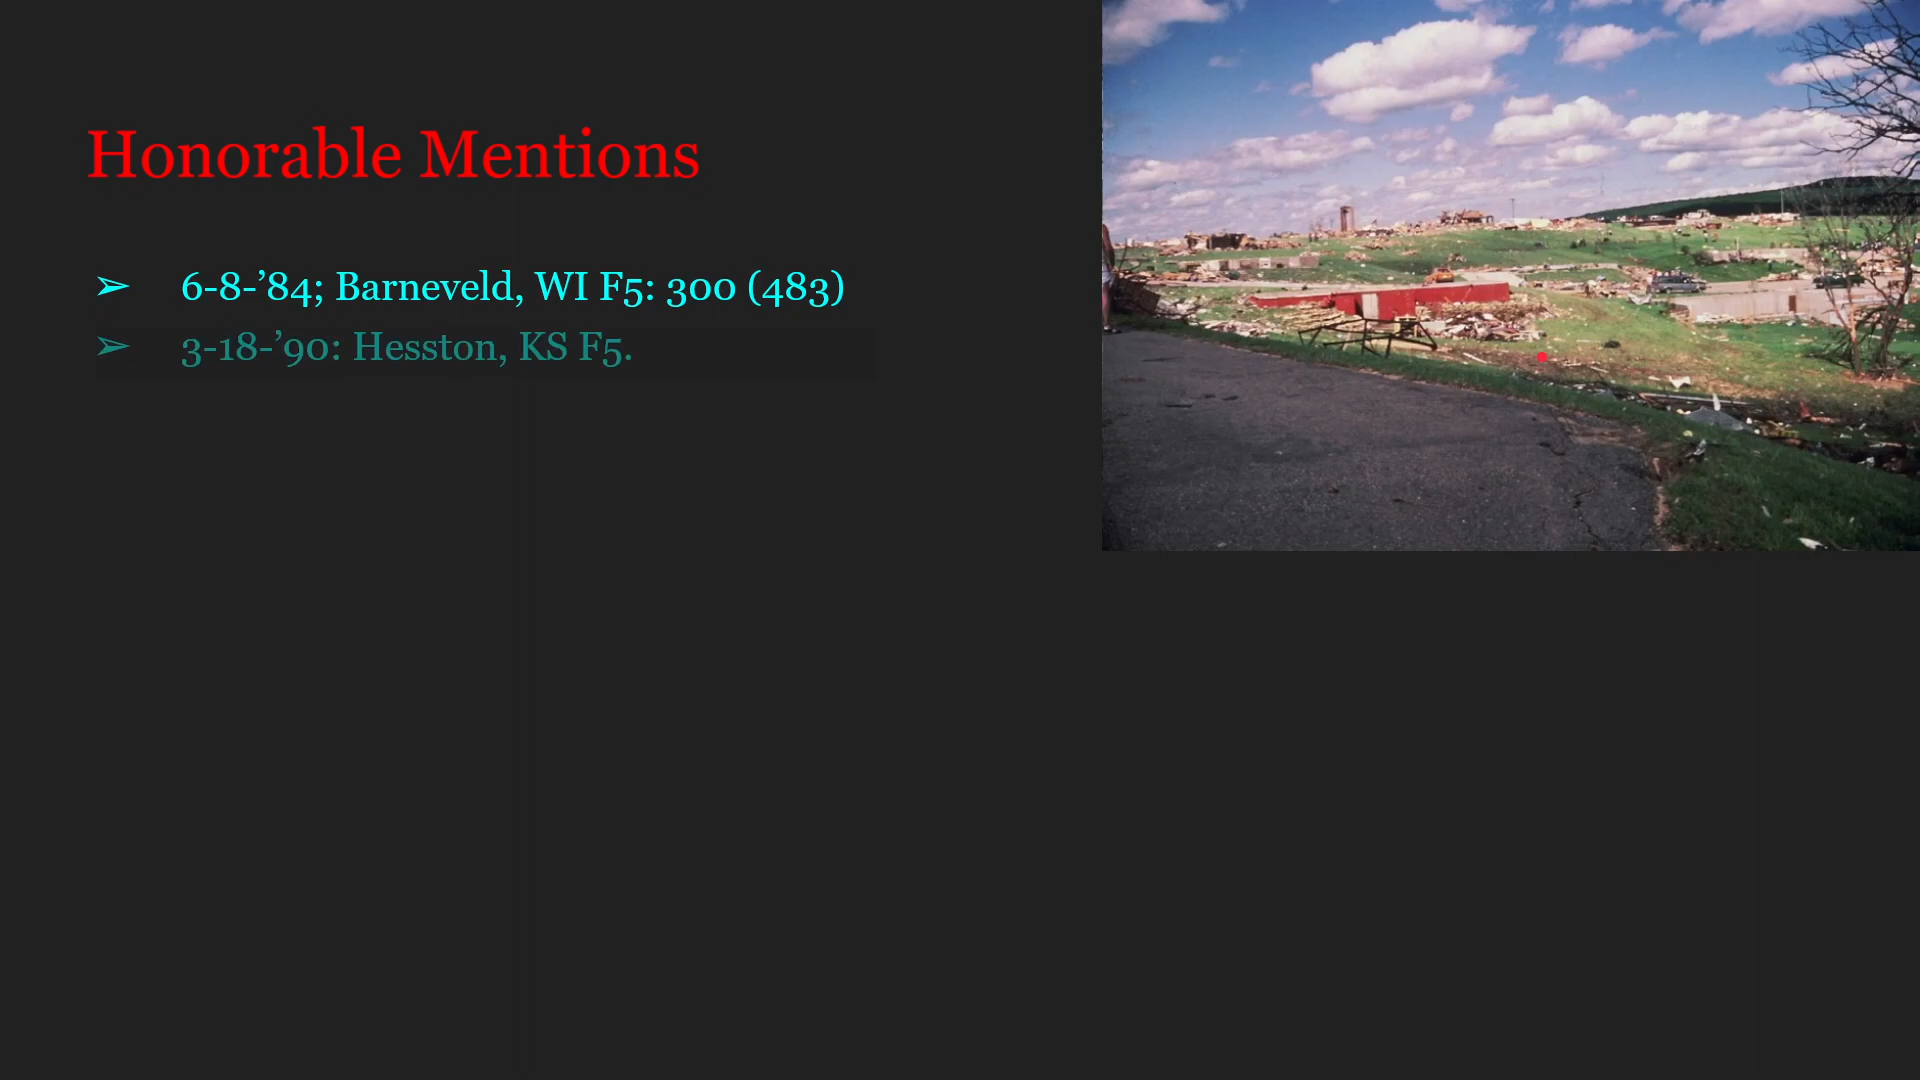 Honorable Mentions
➢ 6-8-’84; Barneveld, WI F5: 300 (483)
➢ 3-18-’90: Hesston, KS F5.